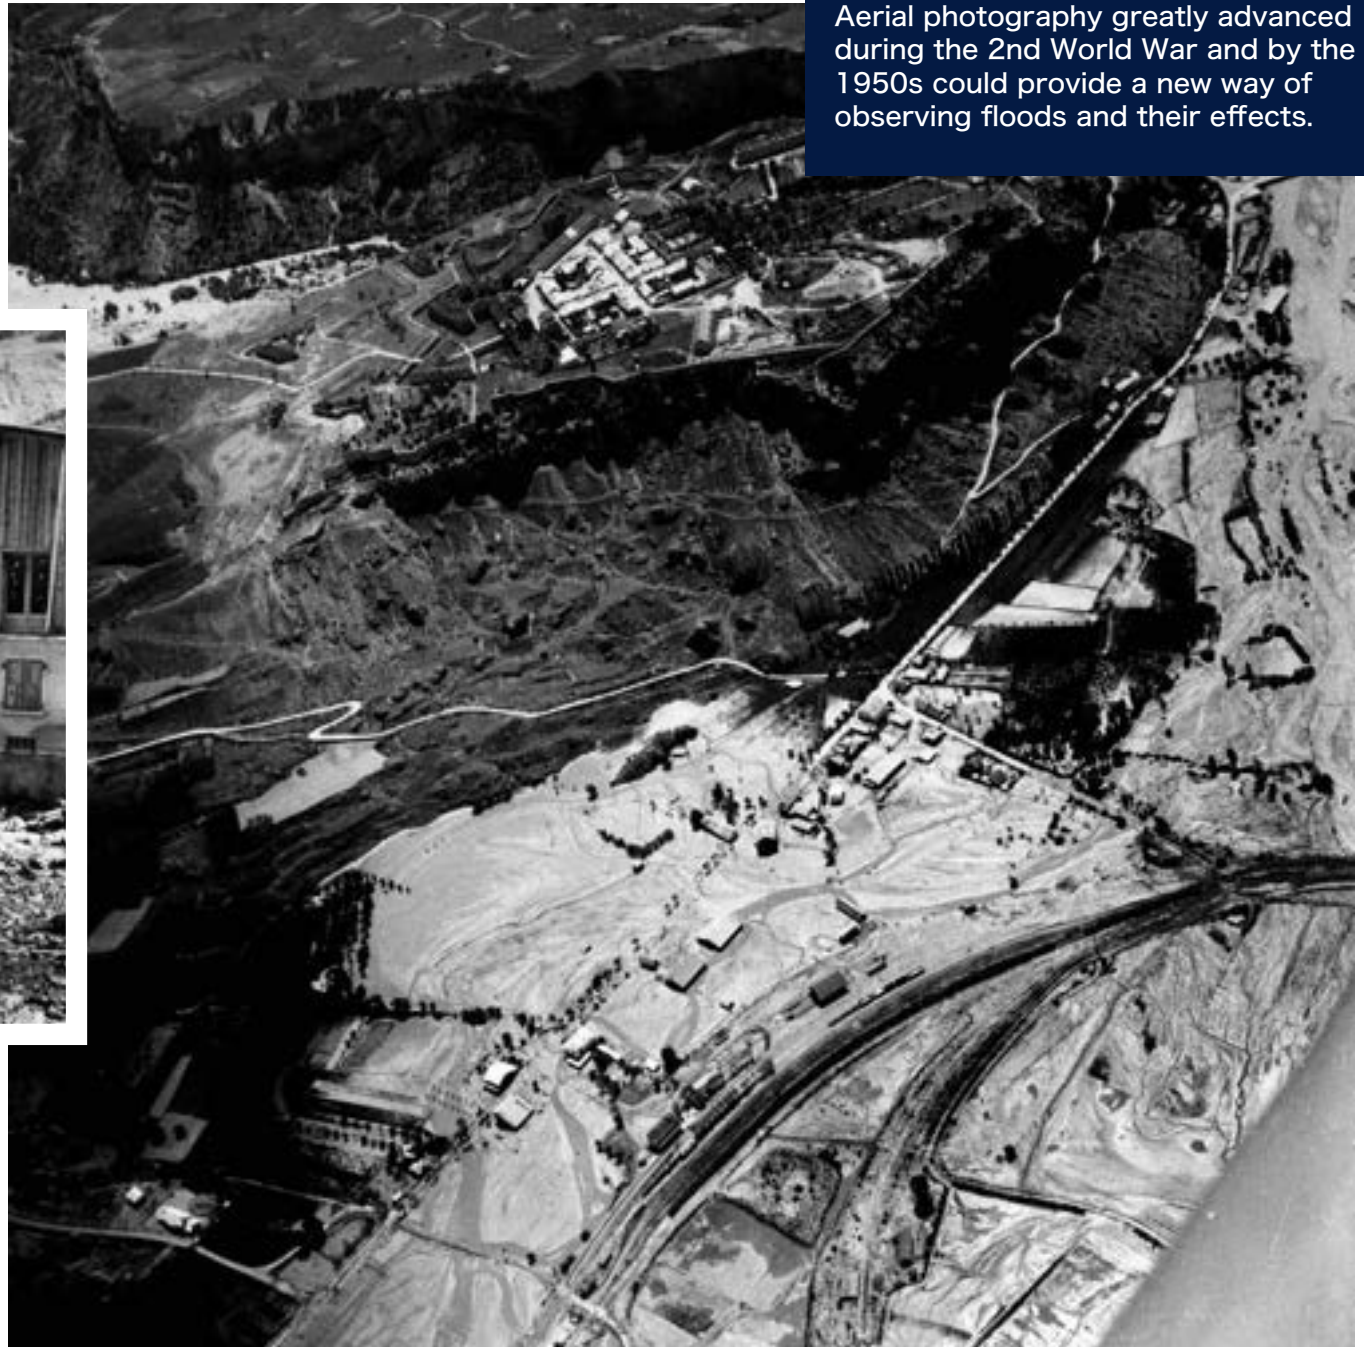 Aerial photography greatly advanced
during the 2nd World War and by the
1950s could provide a new way of
observing floods and their effects.